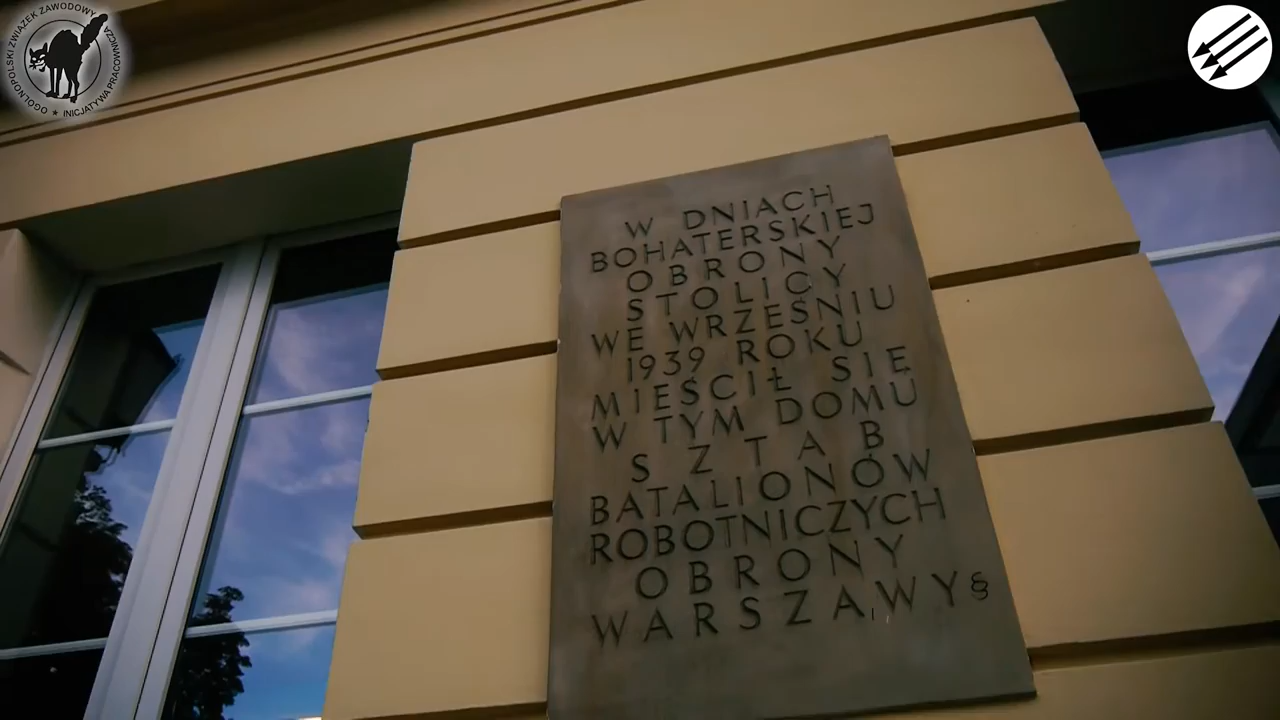 OGÓLNOPOLSKI ZWIĄZEK ZAWODOWY
★ INICJATYWA PRACOWNICZA
W DNIACH
BOHATERSKIEJ
OBRONY
STOLICY
WE WRZEŚNIU
1939 ROKU
MIEŚCIŁ SIĘ
W TYM DOMU
SZTAB
BATALIONÓW
ROBOTNICZYCH
OBRONY
WARSZAWY§